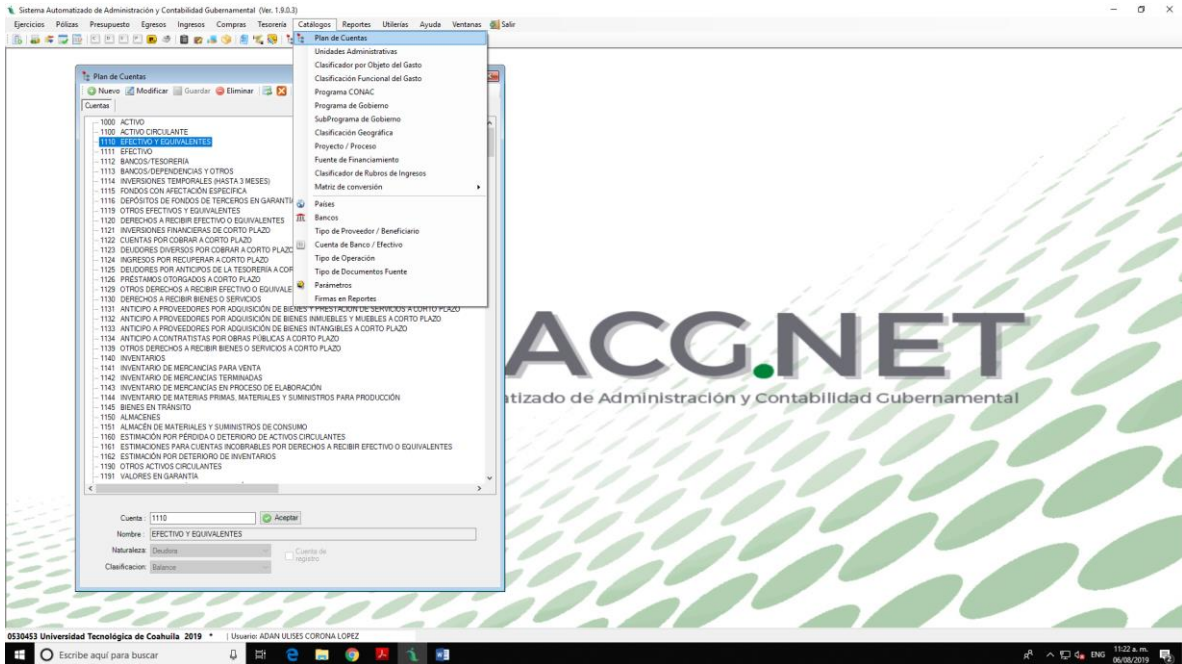 Sistema Automatizado de Administración y Contabilidad Gubernamental (Ver. 1.9.0.3)
Ejercicios Pólizas Presupuesto Egresos Ingresos Compras Tesorería Catálogos Reportes Utilerías Ayuda Ventanas Salir
Plan de Cuentas
Unidades Administrativas
Clasificador por Objeto del Gasto
Clasificación Funcional del Gasto
Programa CONAC
Programa de Gobierno
SubPrograma de Gobierno
Clasificación Geográfica
Proyecto / Proceso
Fuente de Financiamiento
Clasificador de Rubros de Ingresos
Matriz de conversión
Países
Bancos
Tipo de Proveedor / Beneficiario
Cuenta de Banco / Efectivo
Tipo de Operación
Tipo de Documentos Fuente
Parámetros
Firmas en Reportes
Plan de Cuentas
Nuevo Modificar Guardar Eliminar
Cuentas
1000 ACTIVO
1100 ACTIVO CIRCULANTE
1110 EFECTIVO Y EQUIVALENTES
1111 EFECTIVO
1112 BANCOS/TESORERÍA
1113 BANCOS/DEPENDENCIAS Y OTROS
1114 INVERSIONES TEMPORALES (HASTA 3 MESES)
1115 FONDOS CON AFECTACIÓN ESPECÍFICA
1116 DEPÓSITOS DE FONDOS DE TERCEROS EN GARANTÍ
1119 OTROS EFECTIVOS Y EQUIVALENTES
1120 DERECHOS A RECIBIR EFECTIVO O EQUIVALENTES
1121 INVERSIONES FINANCIERAS DE CORTO PLAZO
1122 CUENTAS POR COBRAR A CORTO PLAZO
1123 DEUDORES DIVERSOS POR COBRAR A CORTO PLAZO
1124 INGRESOS POR RECUPERAR A CORTO PLAZO
1125 DEUDORES POR ANTICIPOS DE LA TESORERÍA A COR
1126 PRÉSTAMOS OTORGADOS A CORTO PLAZO
1129 OTROS DERECHOS A RECIBIR EFECTIVO O EQUIVALE
1130 DERECHOS A RECIBIR BIENES O SERVICIOS
1131 ANTICIPO A PROVEEDORES POR ADQUISICIÓN DE BIENES Y PRESTACIÓN DE SERVICIOS A CORTO PLAZO
1132 ANTICIPO A PROVEEDORES POR ADQUISICIÓN DE BIENES INMUEBLES Y MUEBLES A CORTO PLAZO
1133 ANTICIPO A PROVEEDORES POR ADQUISICIÓN DE BIENES INTANGIBLES A CORTO PLAZO
1134 ANTICIPO A CONTRATISTAS POR OBRAS PÚBLICAS A CORTO PLAZO
1139 OTROS DERECHOS A RECIBIR BIENES O SERVICIOS A CORTO PLAZO
1140 INVENTARIOS
1141 INVENTARIO DE MERCANCÍAS PARA VENTA
1142 INVENTARIO DE MERCANCÍAS TERMINADAS
1143 INVENTARIO DE MERCANCÍAS EN PROCESO DE ELABORACIÓN
1144 INVENTARIO DE MATERIAS PRIMAS, MATERIALES Y SUMINISTROS PARA PRODUCCIÓN
1145 BIENES EN TRÁNSITO
1150 ALMACENES
1151 ALMACÉN DE MATERIALES Y SUMINISTROS DE CONSUMO
1160 ESTIMACIÓN POR PÉRDIDA O DETERIORO DE ACTIVOS CIRCULANTES
1161 ESTIMACIONES PARA CUENTAS INCOBRABLES POR DERECHOS A RECIBIR EFECTIVO O EQUIVALENTES
1162 ESTIMACIÓN POR DETERIORO DE INVENTARIOS
1190 OTROS ACTIVOS CIRCULANTES
1191 VALORES EN GARANTÍA
Cuenta : 1110 Aceptar
Nombre : EFECTIVO Y EQUIVALENTES
Naturaleza: Deudora Cuenta de registro
Clasificacion: Balance
ACG.NET
tizado de Administración y Contabilidad Gubernamental
0530453 Universidad Tecnológica de Coahuila 2019 * | Usuario: ADAN ULISES CORONA LOPEZ
Escribe aquí para buscar
ENG 11:22 a. m.
06/08/2019